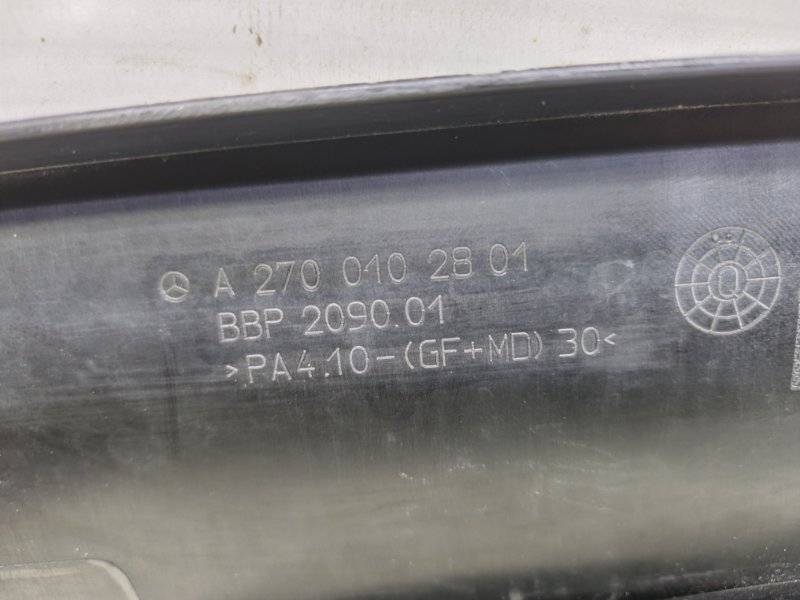 A 270 010 28 01
BBP 2090.01
>PA4.10-(GF+MD)30<